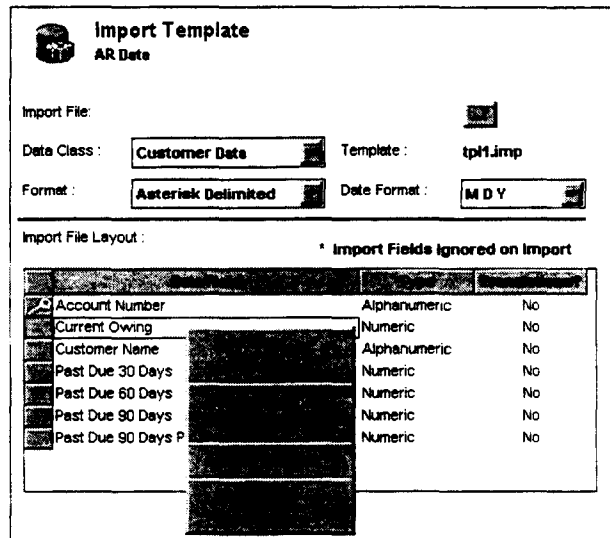 Import Template
AR Data
Import File:
Data Class : Customer Data Template : tpl1.imp
Format : Asterisk Delimited Date Format : M D Y
Import File Layout :
* Import Fields Ignored on Import
Account Number Alphanumeric No
Current Owing Numeric No
Customer Name Alphanumeric No
Past Due 30 Days Numeric No
Past Due 60 Days Numeric No
Past Due 90 Days Numeric No
Past Due 90 Days P Numeric No